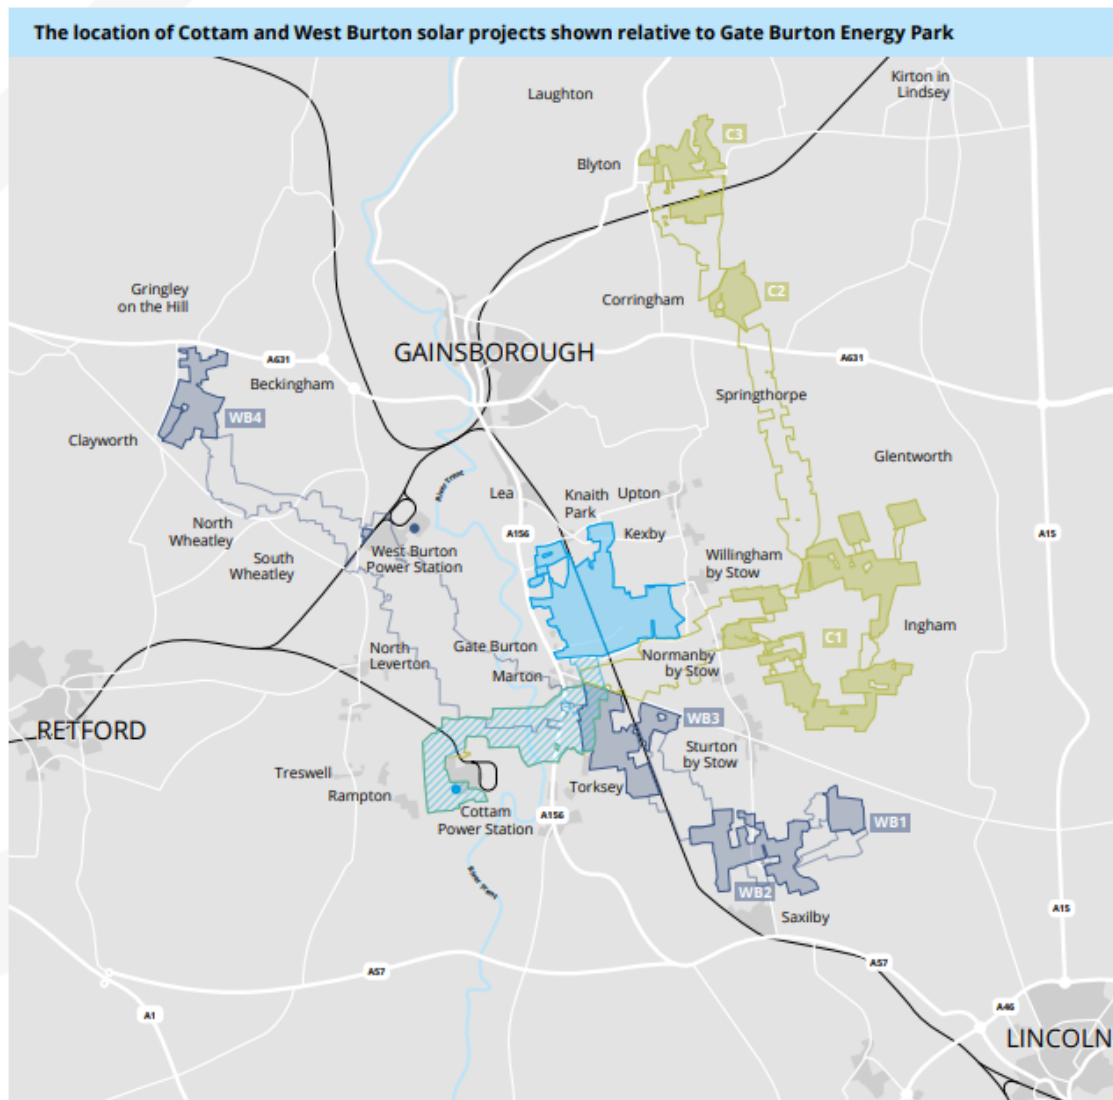 The location of Cottam and West Burton solar projects shown relative to Gate Burton Energy Park
Kirton in
Lindsey
Laughton
C3
Blyton
Gringley
on the Hill
C2
Corringham
GAINSBOROUGH
A631
A631
Beckingham
Springthorpe
WB4
Clayworth
Glentworth
River Trent
Lea
Knaith
Park
Upton
North
Wheatley
A156
Kexby
A15
West Burton
Power Station
South
Wheatley
Willingham
by Stow
C1
Ingham
North
Leverton
Gate Burton
Normanby
by Stow
Marton
RETFORD
WB3
Sturton
by Stow
Treswell
Rampton
Torksey
Cottam
Power Station
A156
WB1
River Trent
WB2
Saxilby
A15
A57
A57
A1
A46
LINCOLN